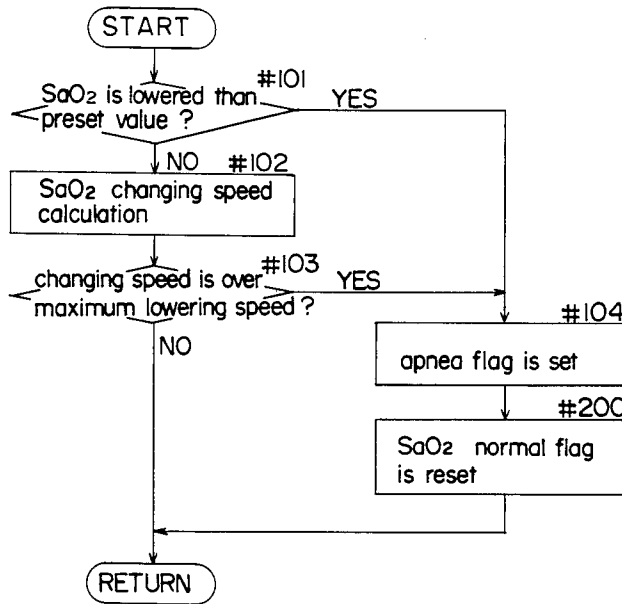 START
#101
SaO2 is lowered than
preset value ?
YES
NO
#102
SaO2 changing speed
calculation
#103
changing speed is over
maximum lowering speed ?
YES
NO
#104
apnea flag is set
#200
SaO2 normal flag
is reset
RETURN